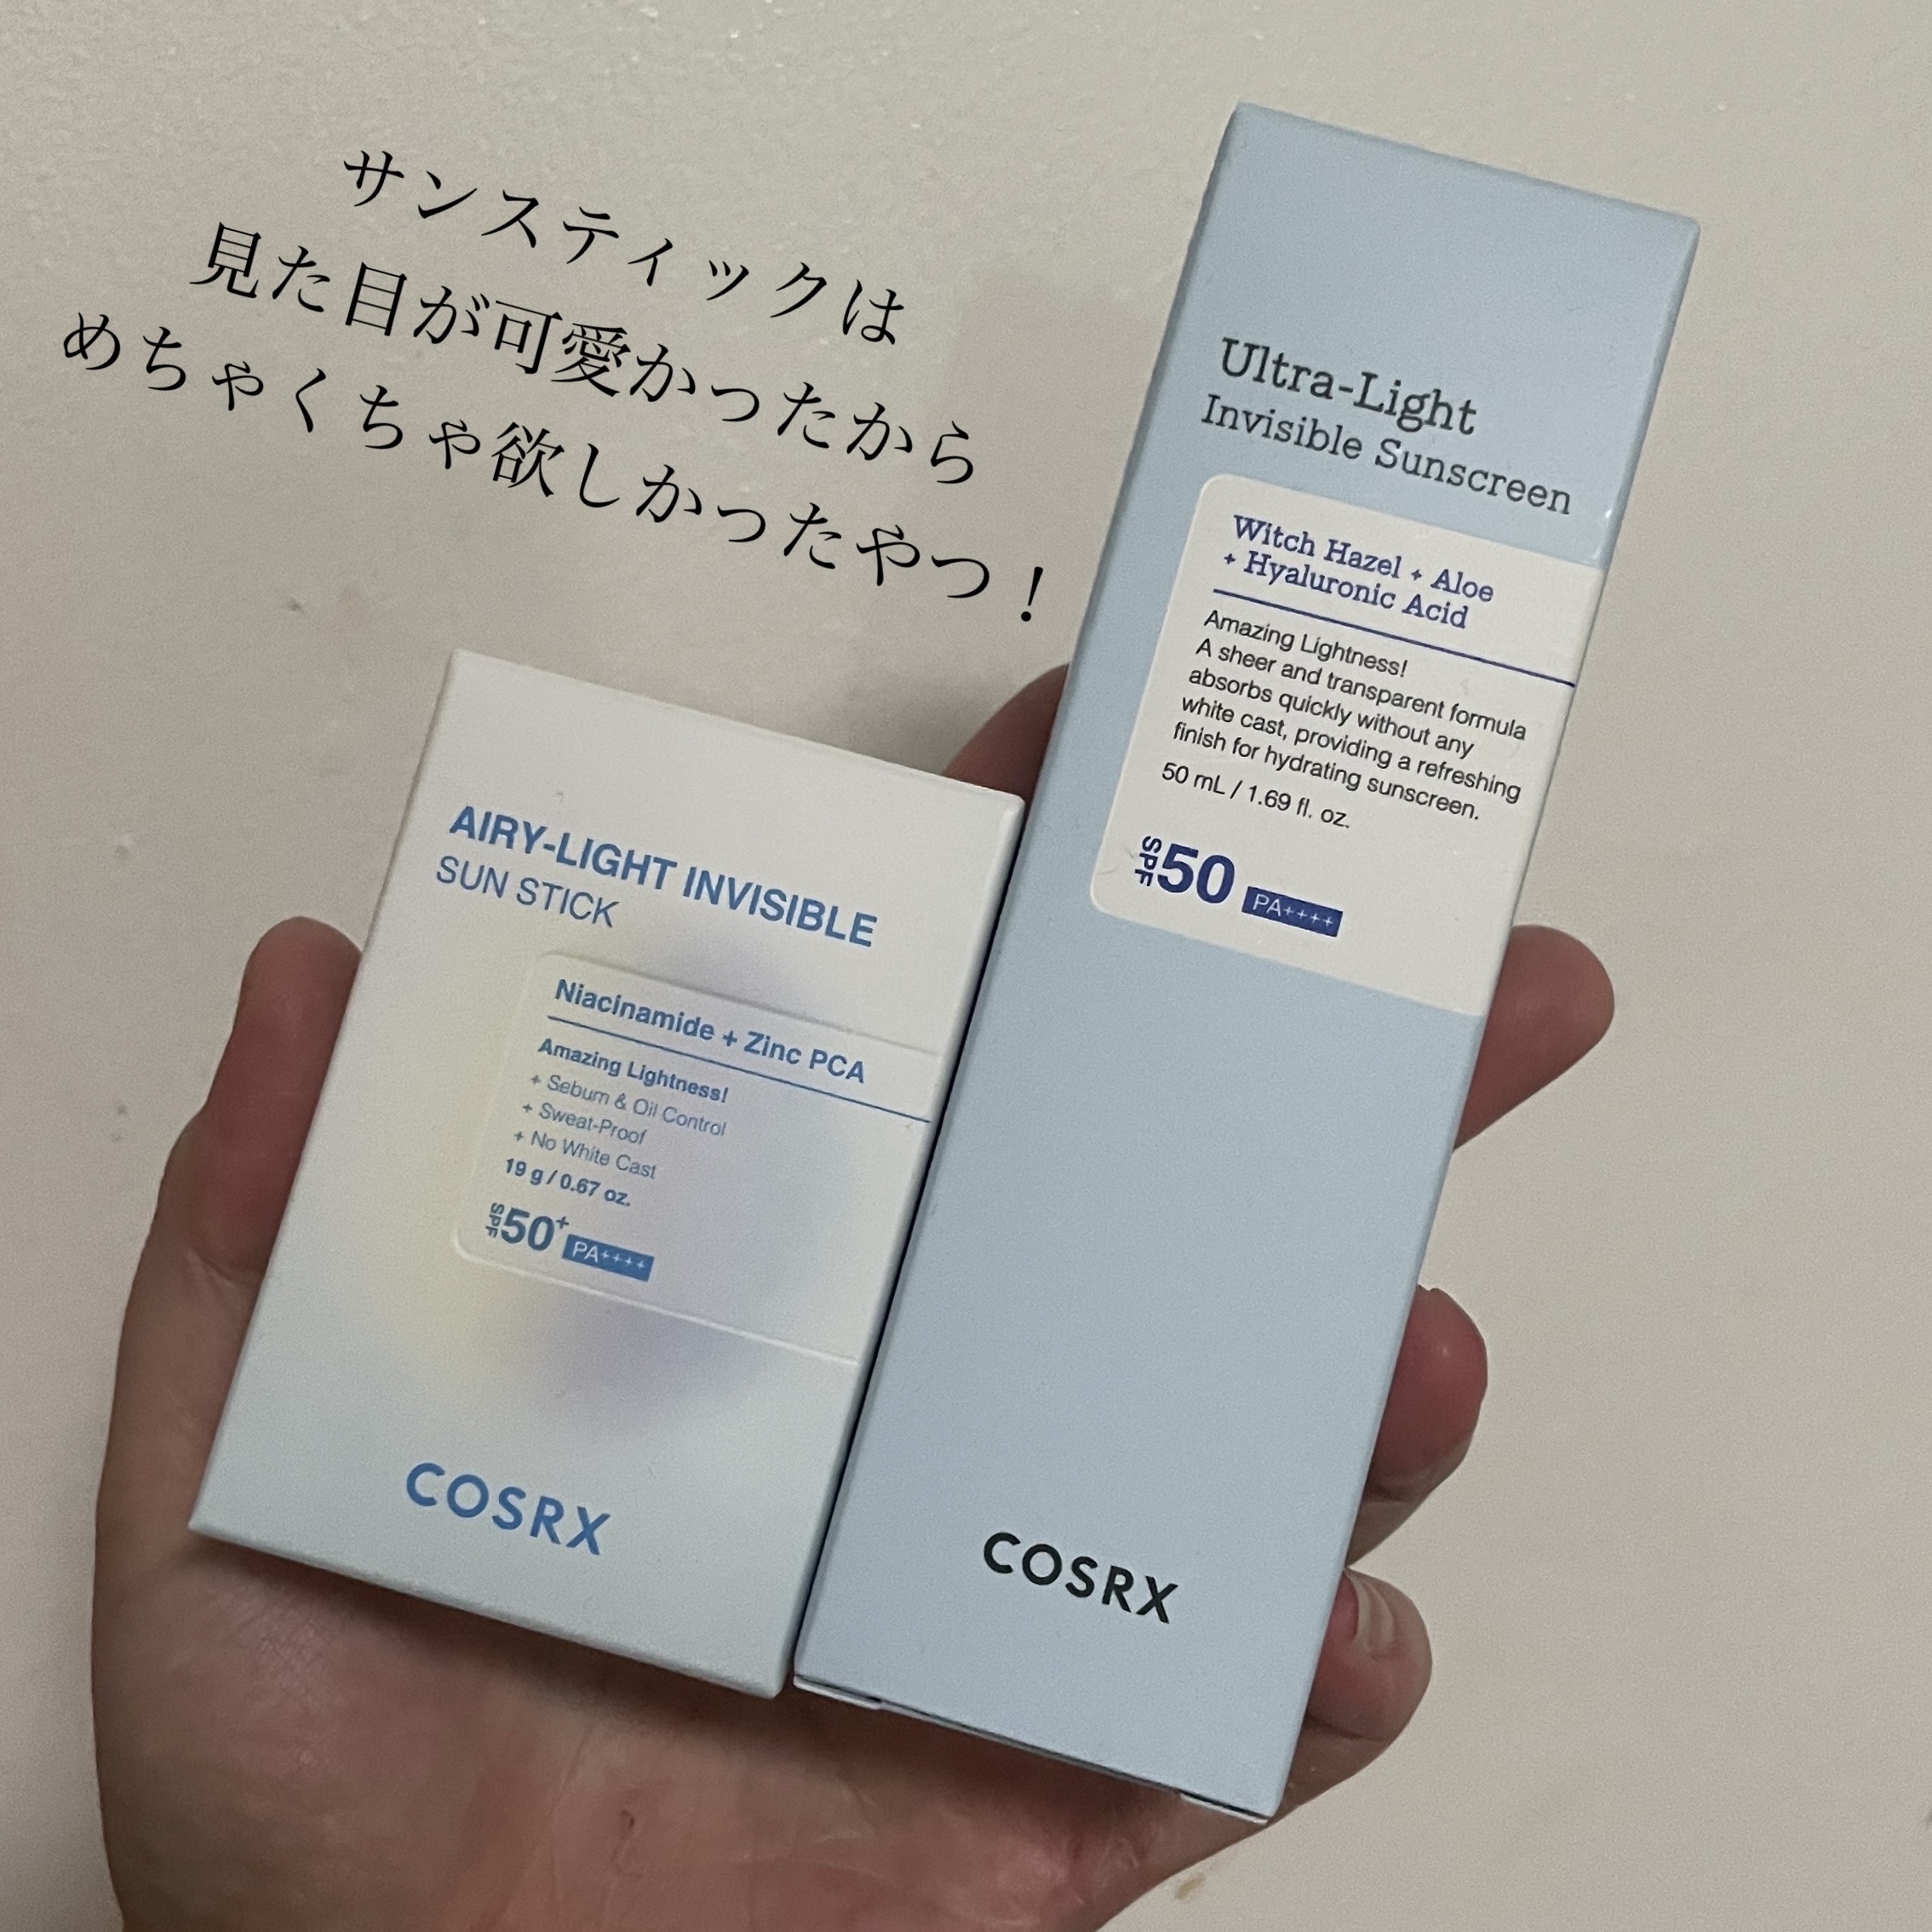 サンスティックは
見た目が可愛かったから
めちゃくちゃ欲しかったやつ！
AIRY-LIGHT INVISIBLE
SUN STICK
Niacinamide + Zinc PCA
Amazing Lightness!
+ Sebum & Oil Control
+ Sweat-Proof
+ No White Cast
19 g / 0.67 oz.
SPF 50+ PA++++
COSRX
Ultra-Light
Invisible Sunscreen
Witch Hazel + Aloe
+ Hyaluronic Acid
Amazing Lightness!
A sheer and transparent formula
absorbs quickly without any
white cast, providing a refreshing
finish for hydrating sunscreen.
50 mL / 1.69 fl. oz.
SPF 50 PA++++
COSRX